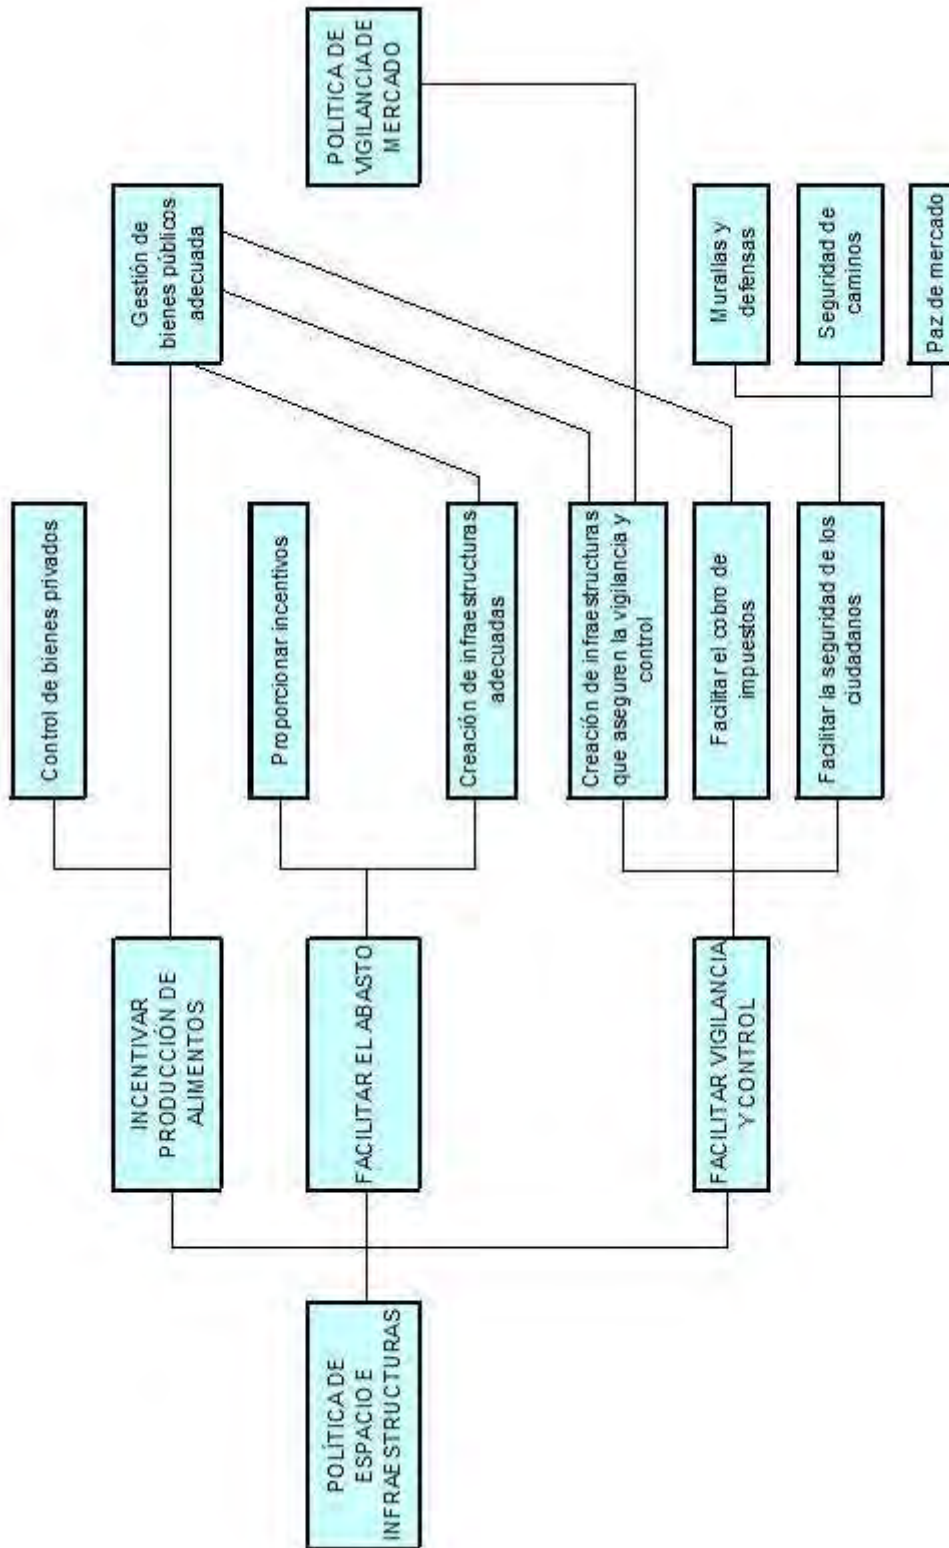 POLÍTICA DE
ESPACIO E
INFRAESTRUCTURAS
INCENTIVAR
PRODUCCIÓN DE
ALIMENTOS
FACILITAR EL ABASTO
FACILITAR VIGILANCIA
Y CONTROL
Control de bienes privados
Proporcionar incentivos
Creación de infraestructuras
adecuadas
Creación de infraestructuras
que aseguren la vigilancia y
control
Facilitar el cobro de
impuestos
Facilitar la seguridad de los
ciudadanos
Gestión de
bienes públicos
adecuada
POLITICA DE
VIGILANCIA DE
MERCADO
Murallas y
defensas
Seguridad de
caminos
Paz de mercado